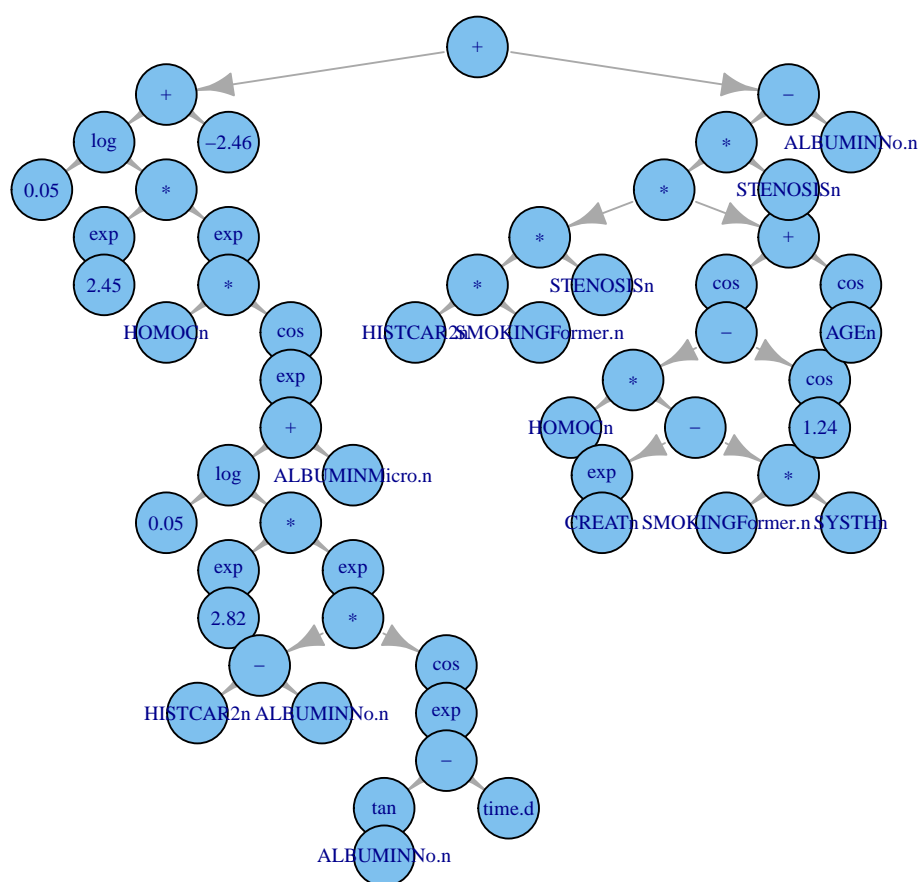 +
+ −
log −2.46 * ALBUMINNo.n
0.05 * * STENOSISn
exp exp * +
2.45 * * STENOSISn cos cos
HOMOCn cos HISTCAR2n SMOKINGFormer.n − AGEn
exp * cos
+ HOMOCn − 1.24
log ALBUMINMicro.n exp *
0.05 * CREATn SMOKINGFormer.n SYSTHn
exp exp
2.82 *
− cos
HISTCAR2n ALBUMINNo.n exp
−
tan time.d
ALBUMINNo.n